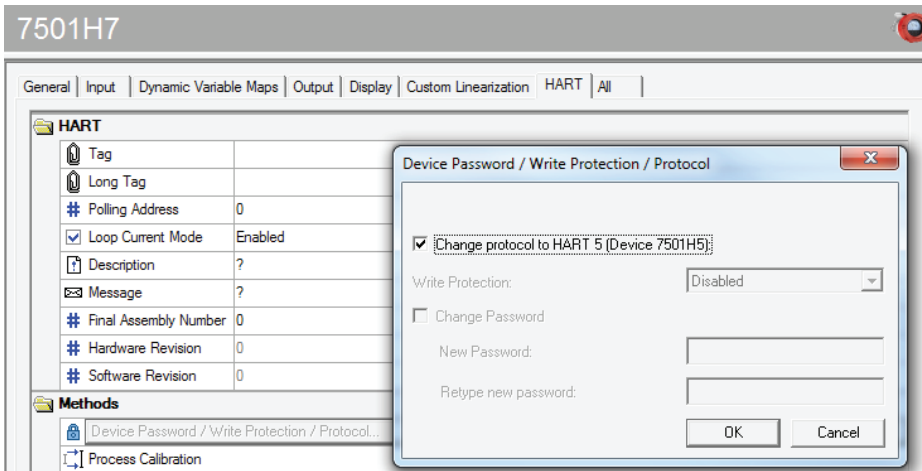 7501H7
General Input Dynamic Variable Maps Output Display Custom Linearization HART All
HART
Tag
Long Tag
Polling Address 0
Loop Current Mode Enabled
Description ?
Message ?
Final Assembly Number 0
Hardware Revision 0
Software Revision 0
Methods
Device Password / Write Protection / Protocol...
Process Calibration
Device Password / Write Protection / Protocol
Change protocol to HART 5 (Device 7501H5):
Write Protection: Disabled
Change Password
New Password:
Retype new password:
OK Cancel